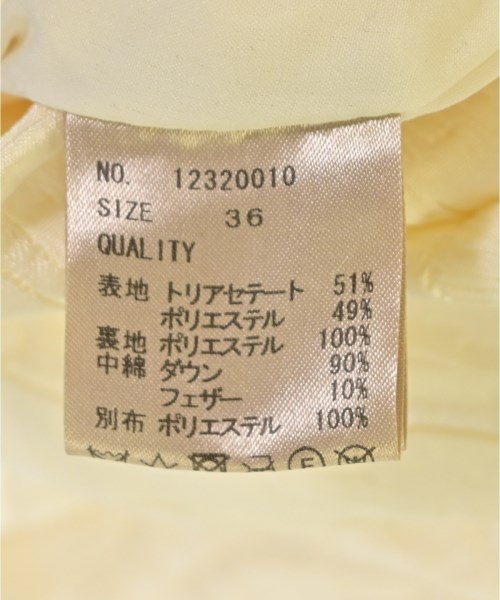 NO. 12320010
SIZE 36
QUALITY
表地 トリアセテート 51%
ポリエステル 49%
裏地 ポリエステル 100%
中綿 ダウン 90%
フェザー 10%
別布 ポリエステル 100%
F W